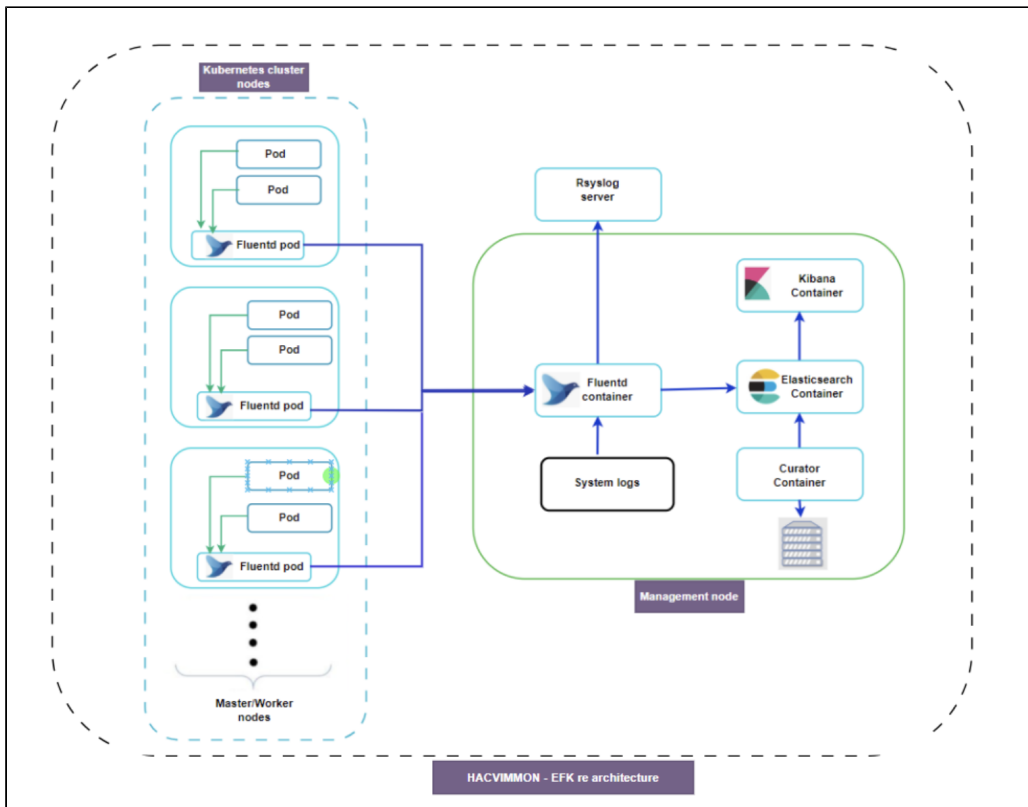 Kubernetes cluster
nodes
Pod
Pod
Fluentd pod
Pod
Pod
Fluentd pod
Pod
Pod
Fluentd pod
Master/Worker
nodes
Rsyslog
server
Fluentd
container
System logs
Kibana
Container
Elasticsearch
Container
Curator
Container
Management node
HACVIMMON - EFK re architecture